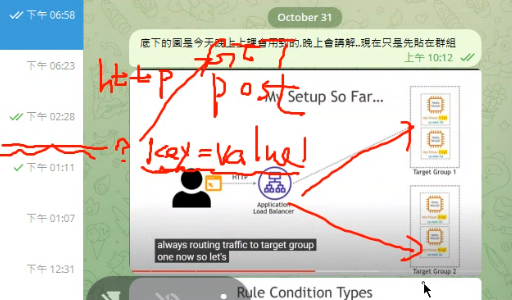 下午 06:58
October 31
底下的圖是今天晚上上課會用到的,晚上會講解..現在只是先貼在群組
上午 10:12
下午 06:23
http
get
post
My Setup So Far...
下午 02:28
? key=value
Target Group 1
下午 01:11
HTTP
Application
Load Balancer
下午 01:07
always routing traffic to target group
one now so let's
下午 12:31
Target Group 2
Rule Condition Types